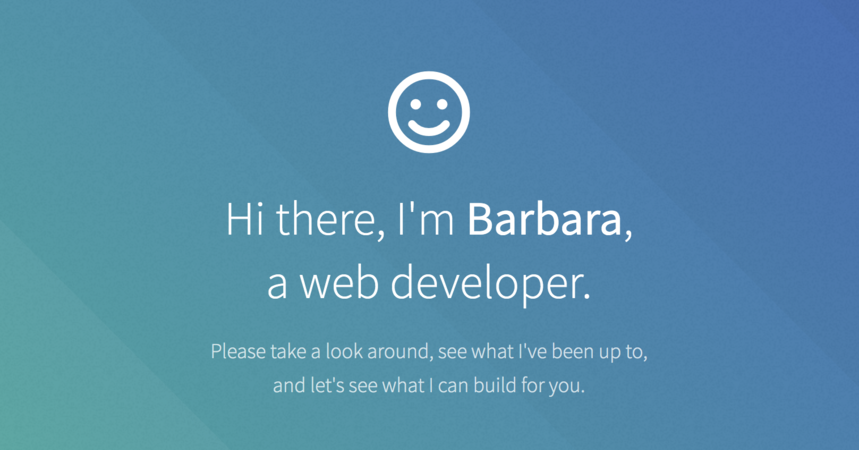 Hi there, I'm Barbara,
a web developer.
Please take a look around, see what I've been up to,
and let's see what I can build for you.